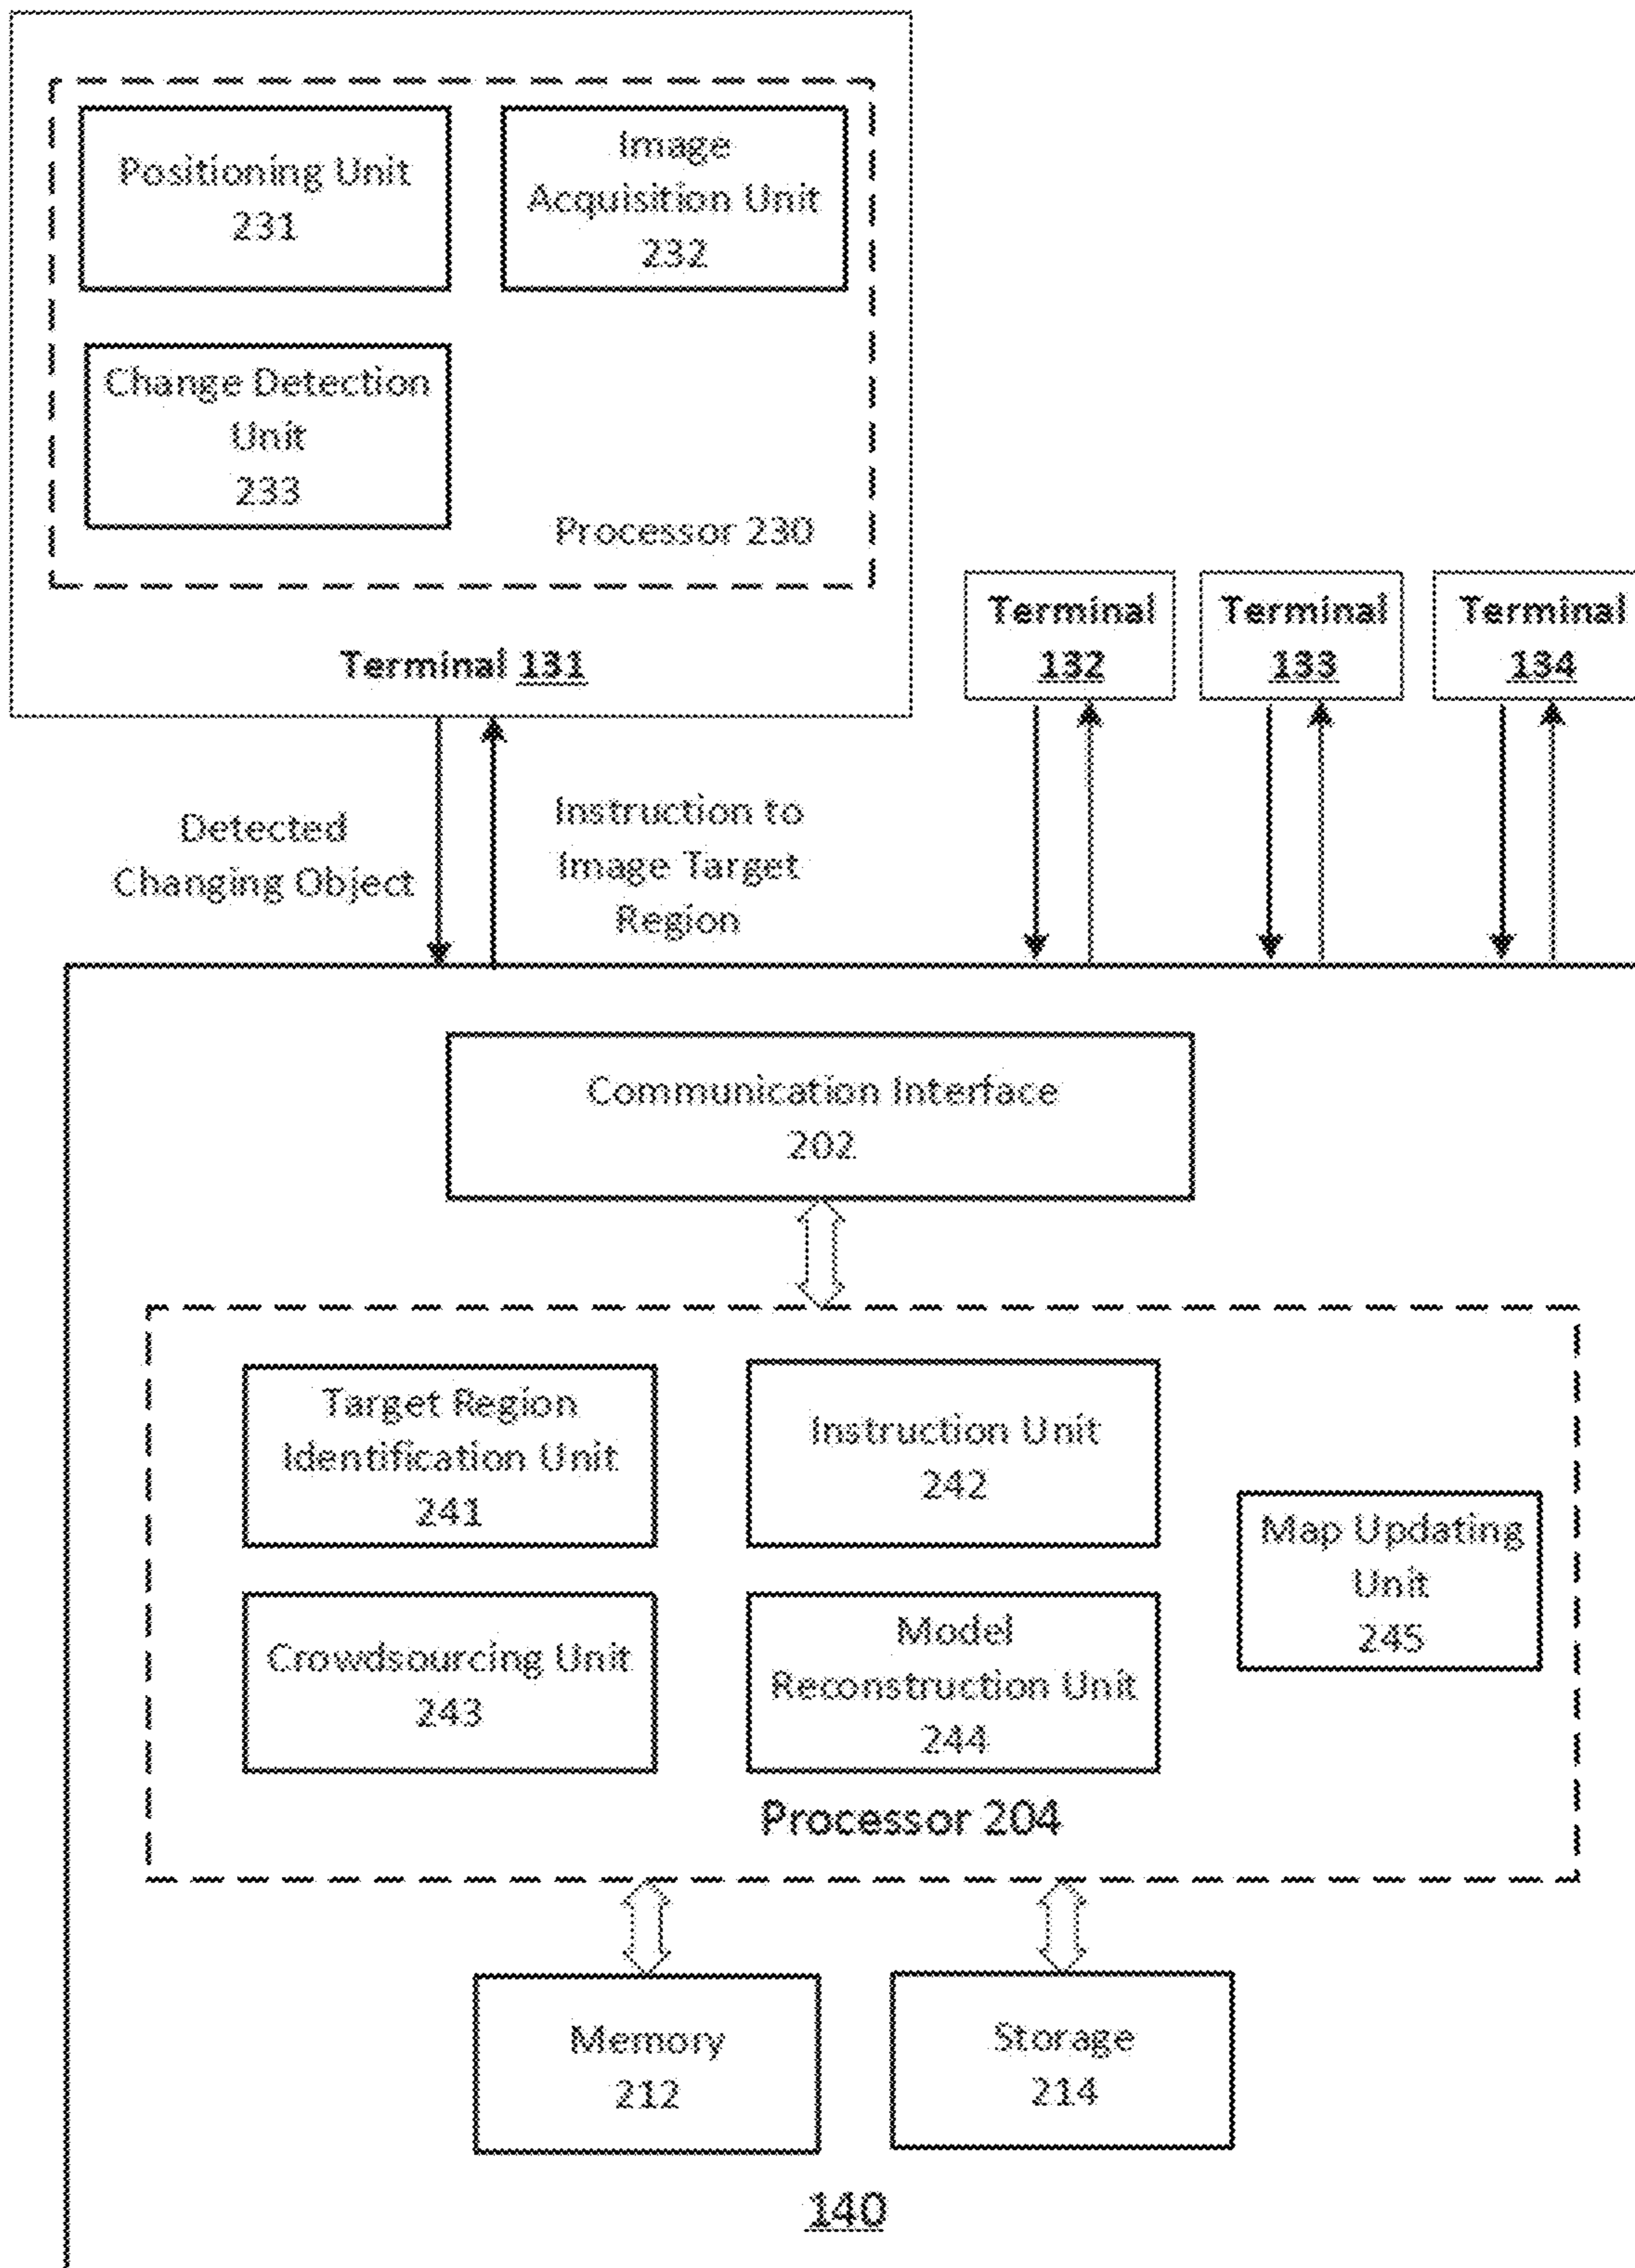 Positioning Unit
231
Image
Acquisition Unit
232
Change Detection
Unit
233
Processor 230
Terminal 131
Terminal
132
Terminal
133
Terminal
134
Detected
Changing Object
Instruction to
Image Target
Region
Communication Interface
202
Target Region
Identification Unit
241
Instruction Unit
242
Map Updating
Unit
245
Crowdsourcing Unit
243
Model
Reconstruction Unit
244
Processor 204
Memory
212
Storage
214
140